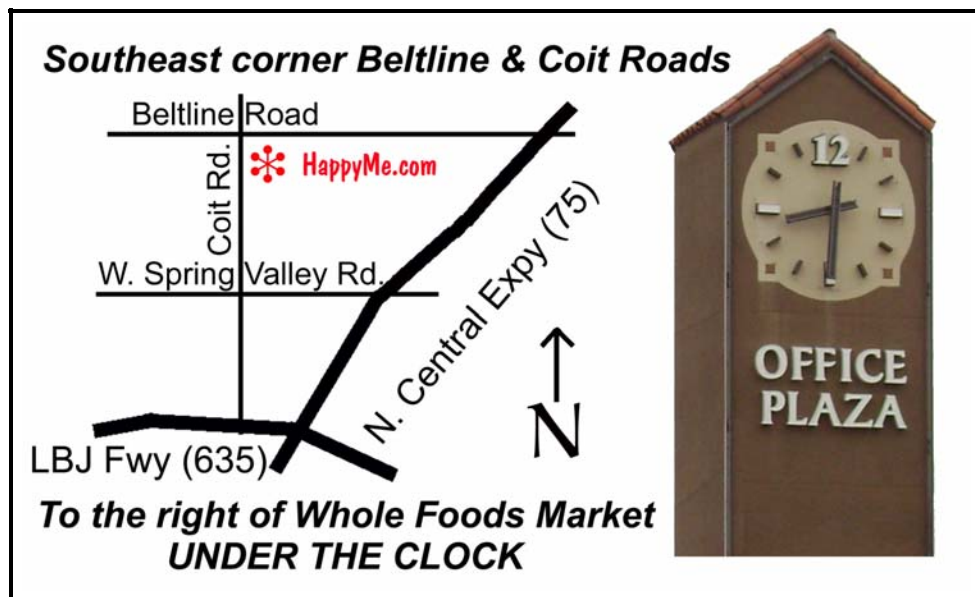 Southeast corner Beltline & Coit Roads
Beltline Road
Coit Rd.
HappyMe.com
W. Spring Valley Rd.
N. Central Expy (75)
N
LBJ Fwy (635)
To the right of Whole Foods Market
UNDER THE CLOCK
12
OFFICE
PLAZA